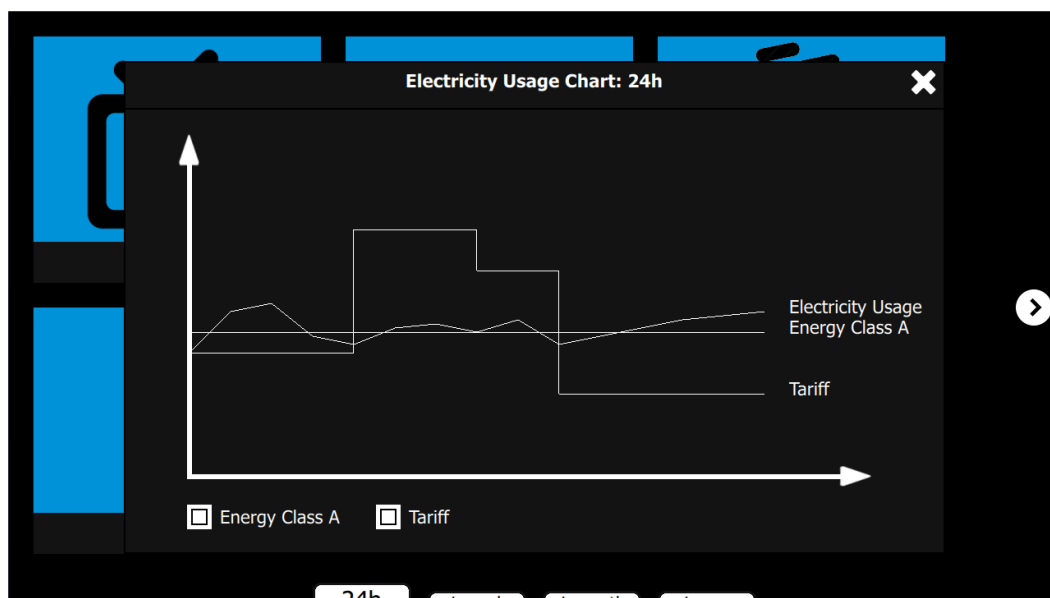 Electricity Usage Chart: 24h
Electricity Usage
Energy Class A
Tariff
Energy Class A
Tariff
24h